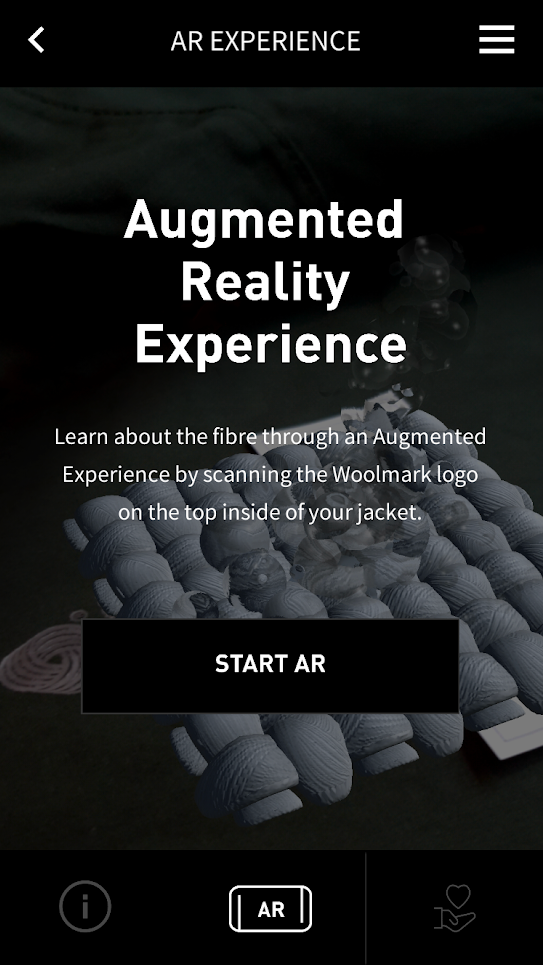 AR EXPERIENCE
Augmented
Reality
Experience
Learn about the fibre through an Augmented
Experience by scanning the Woolmark logo
on the top inside of your jacket.
START AR
i
AR